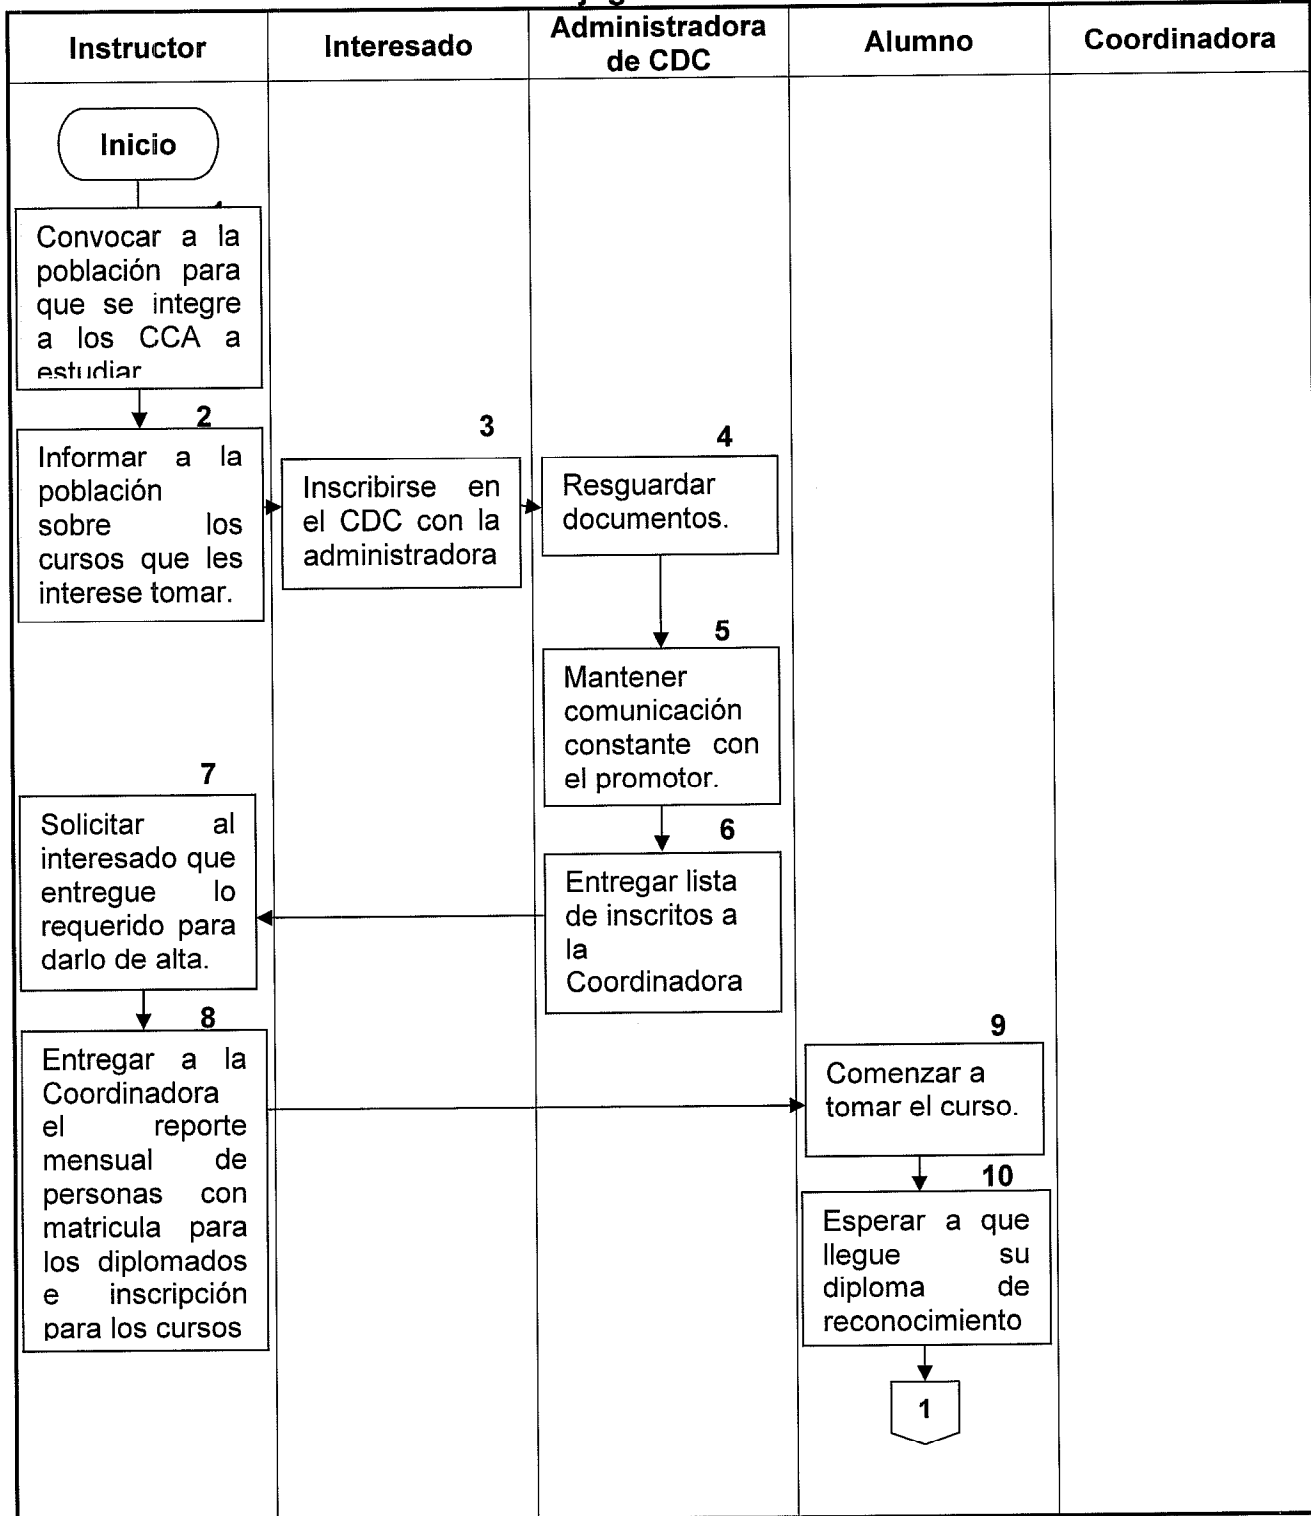 Instructor
Interesado
Administradora
de CDC
Alumno
Coordinadora
Inicio
Convocar a la
población para
que se integre
a los CCA a
estudiar
2
Informar a la
población
sobre los
cursos que les
interese tomar.
3
Inscribirse en
el CDC con la
administradora
4
Resguardar
documentos.
5
Mantener
comunicación
constante con
el promotor.
6
Entregar lista
de inscritos a
la
Coordinadora
7
Solicitar al
interesado que
entregue lo
requerido para
darlo de alta.
8
Entregar a la
Coordinadora
el reporte
mensual de
personas con
matricula para
los diplomados
e inscripción
para los cursos
9
Comenzar a
tomar el curso.
10
Esperar a que
llegue su
diploma de
reconocimiento
1